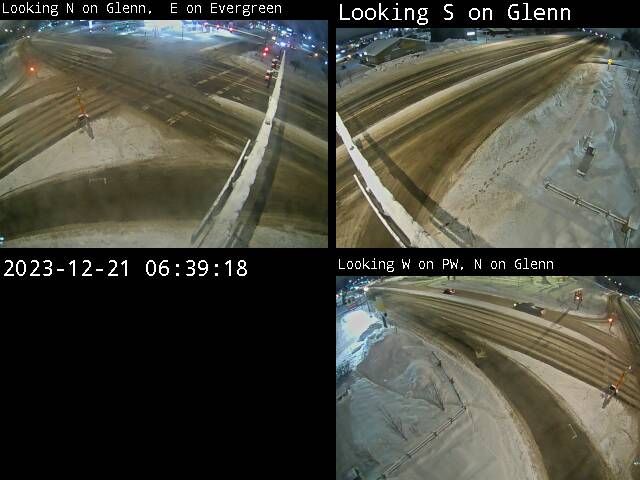 Looking N on Glenn,  E on Evergreen
Looking S on Glenn
2023-12-21 06:39:18
Looking W on PW, N on Glenn